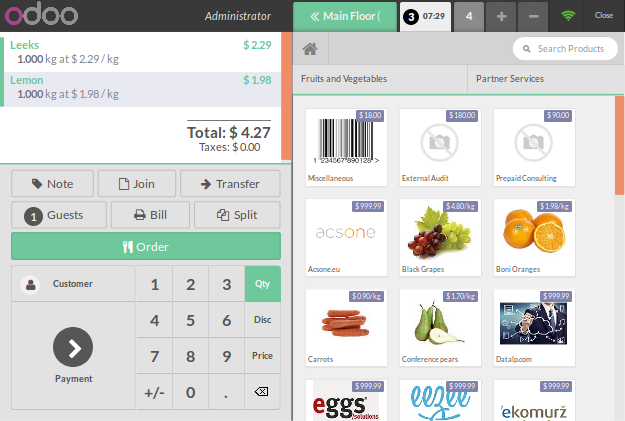 odoo
Administrator
Main Floor (
3 07:29
4
Close
Leeks $ 2.29
1.000 kg at $ 2.29 / kg
Lemon $ 1.98
1.000 kg at $ 1.98 / kg
Total: $ 4.27
Taxes: $ 0.00
Note
Join
Transfer
1 Guests
Bill
Split
Order
Customer
Payment
1 2 3 Qty
4 5 6 Disc
7 8 9 Price
+/- 0 .
Search Products
Fruits and Vegetables
Partner Services
$ 18.00
1 234567 890128 >
Miscellaneous
$ 180.00
External Audit
$ 90.00
Prepaid Consulting
$ 999.99
acsone
Acsone.eu
$ 4.80/kg
Black Grapes
$ 1.98/kg
Boni Oranges
$ 0.90/kg
Carrots
$ 1.70/kg
Conference pears
$ 999.99
Datalp.com
$ 999.99
eggs
/solutions
$ 999.99
eezee
$ 999.99
'ekomurž